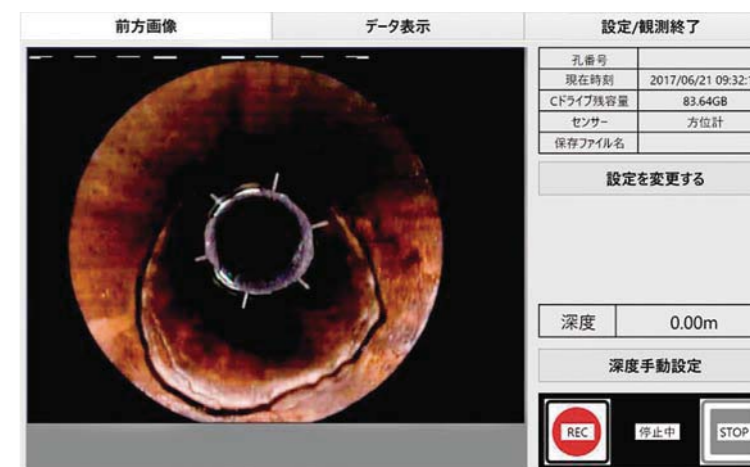 前方画像 データ表示 設定/観測終了
孔番号
現在時刻 2017/06/21 09:32:
Cドライブ残容量 83.64GB
センサー 方位計
保存ファイル名
設定を変更する
深度 0.00m
深度手動設定
REC 停止中 STOP